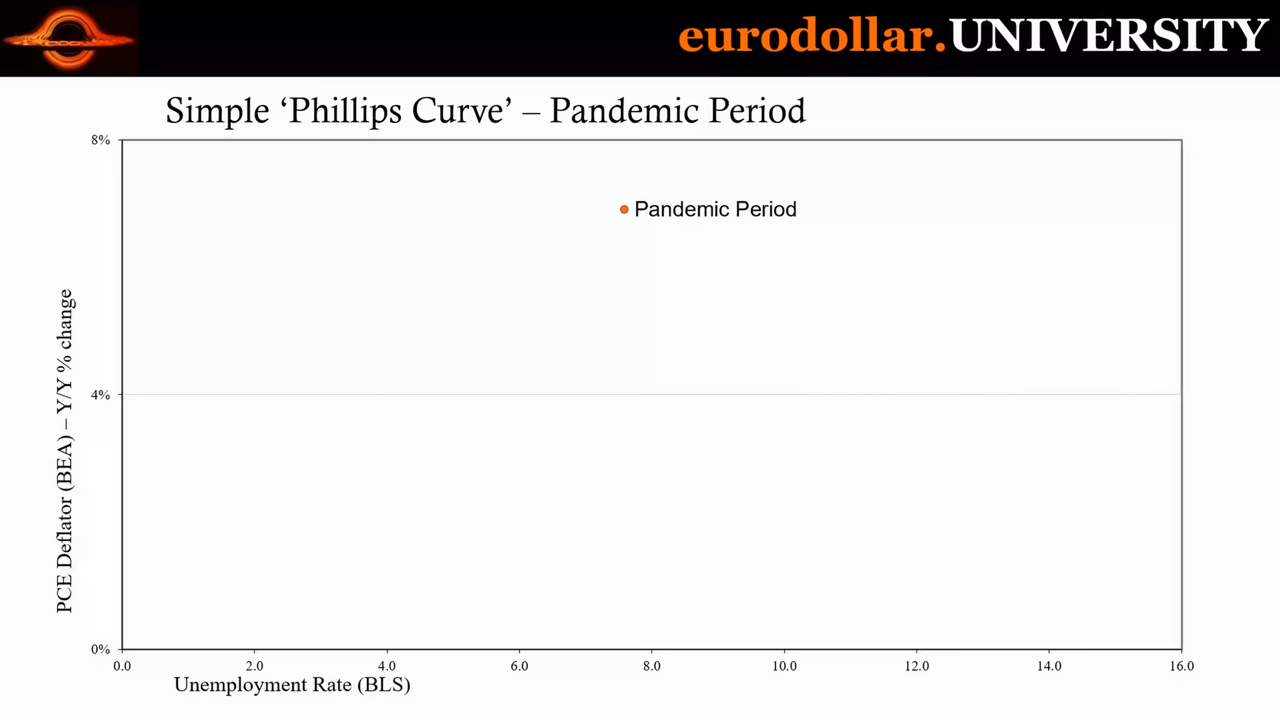 eurodollar.UNIVERSITY
Simple ‘Phillips Curve’ – Pandemic Period
8%
Pandemic Period
PCE Deflator (BEA) – Y/Y % change
4%
0%
0.0 2.0 4.0 6.0 8.0 10.0 12.0 14.0 16.0
Unemployment Rate (BLS)